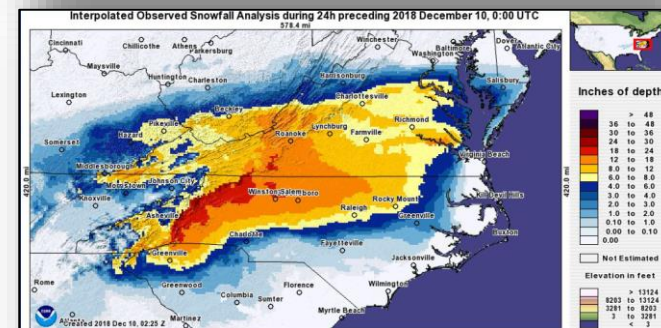 Interpolated Observed Snowfall Analysis during 24h preceding 2018 December 10, 0:00 UTC
578.4 mi
Cincinnati
Chillicothe
Athens
Parkersburg
Winchester
Baltimore
Washington
Dover
Atlantic City
Maysville
Huntington
Charleston
Harrisonburg
Salisbury
Lexington
Beckley
Charlottesville
Pikeville
Hazard
Richmond
Somerset
Lynchburg
Farmville
Roanoke
Virginia Beach
Middlesborough
420.0 mi
420.0 mi
Morristown
Johnson City
Winston Salem
Kill Devil Hills
Knoxville
Rocky Mount
Asheville
Raleigh
Greenville
Charlotte
Buxton
Greenville
Fayetteville
Jacksonville
Rome
Greenwood
Florence
Wilmington
Columbia
Sumter
Myrtle Beach
Atlanta
Martinez
Created 2018 Dec 10, 02:25 Z
Inches of depth
> 48
36 to 48
30 to 36
24 to 30
18 to 24
12 to 18
8.0 to 12
6.0 to 8.0
4.0 to 6.0
3.0 to 4.0
2.0 to 3.0
1.0 to 2.0
0.10 to 1.0
0.00 to 0.10
0.00
Not Estimated
Elevation in feet
> 13124
8203 to 13124
3281 to 8203
3 to 3281
< 3